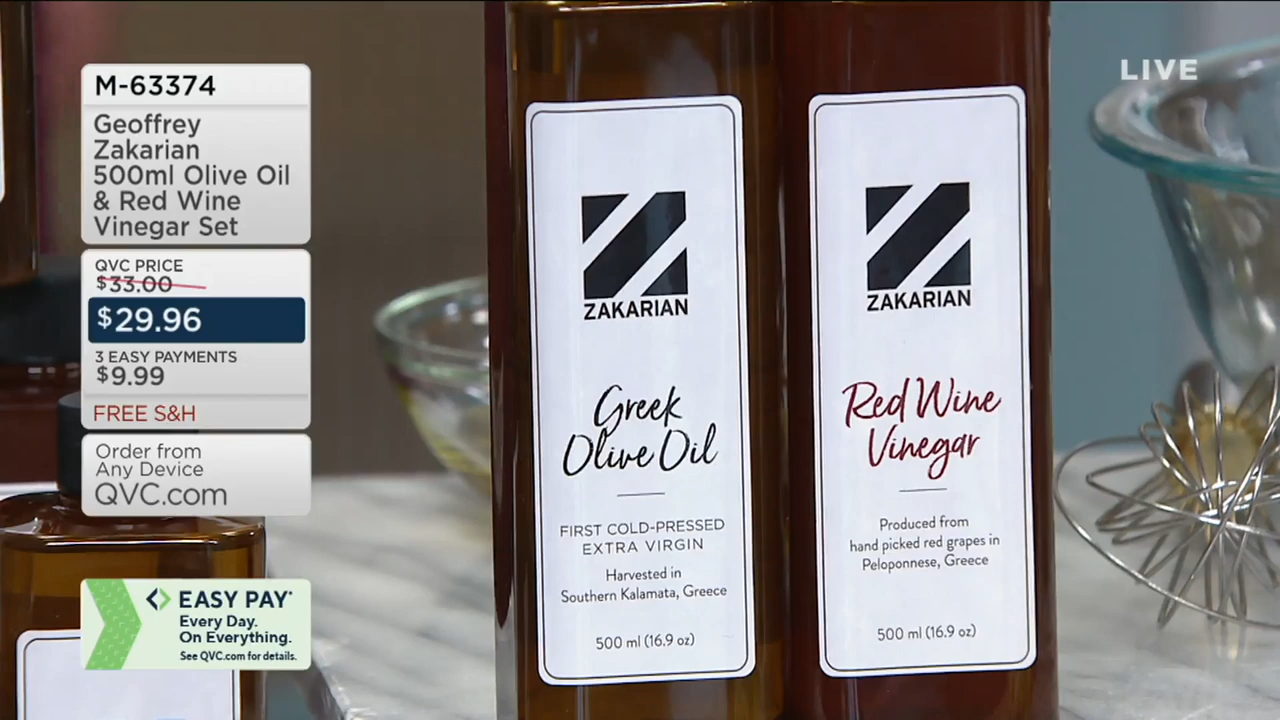 M-63374
Geoffrey
Zakarian
500ml Olive Oil
& Red Wine
Vinegar Set
QVC PRICE
$33.00
$29.96
3 EASY PAYMENTS
$9.99
FREE S&H
Order from
Any Device
QVC.com
EASY PAY*
Every Day.
On Everything.
See QVC.com for details.
LIVE
ZAKARIAN
Greek
Olive Oil
FIRST COLD-PRESSED
EXTRA VIRGIN
Harvested in
Southern Kalamata, Greece
500 ml (16.9 oz)
ZAKARIAN
Red Wine
Vinegar
Produced from
hand picked red grapes in
Peloponnese, Greece
500 ml (16.9 oz)